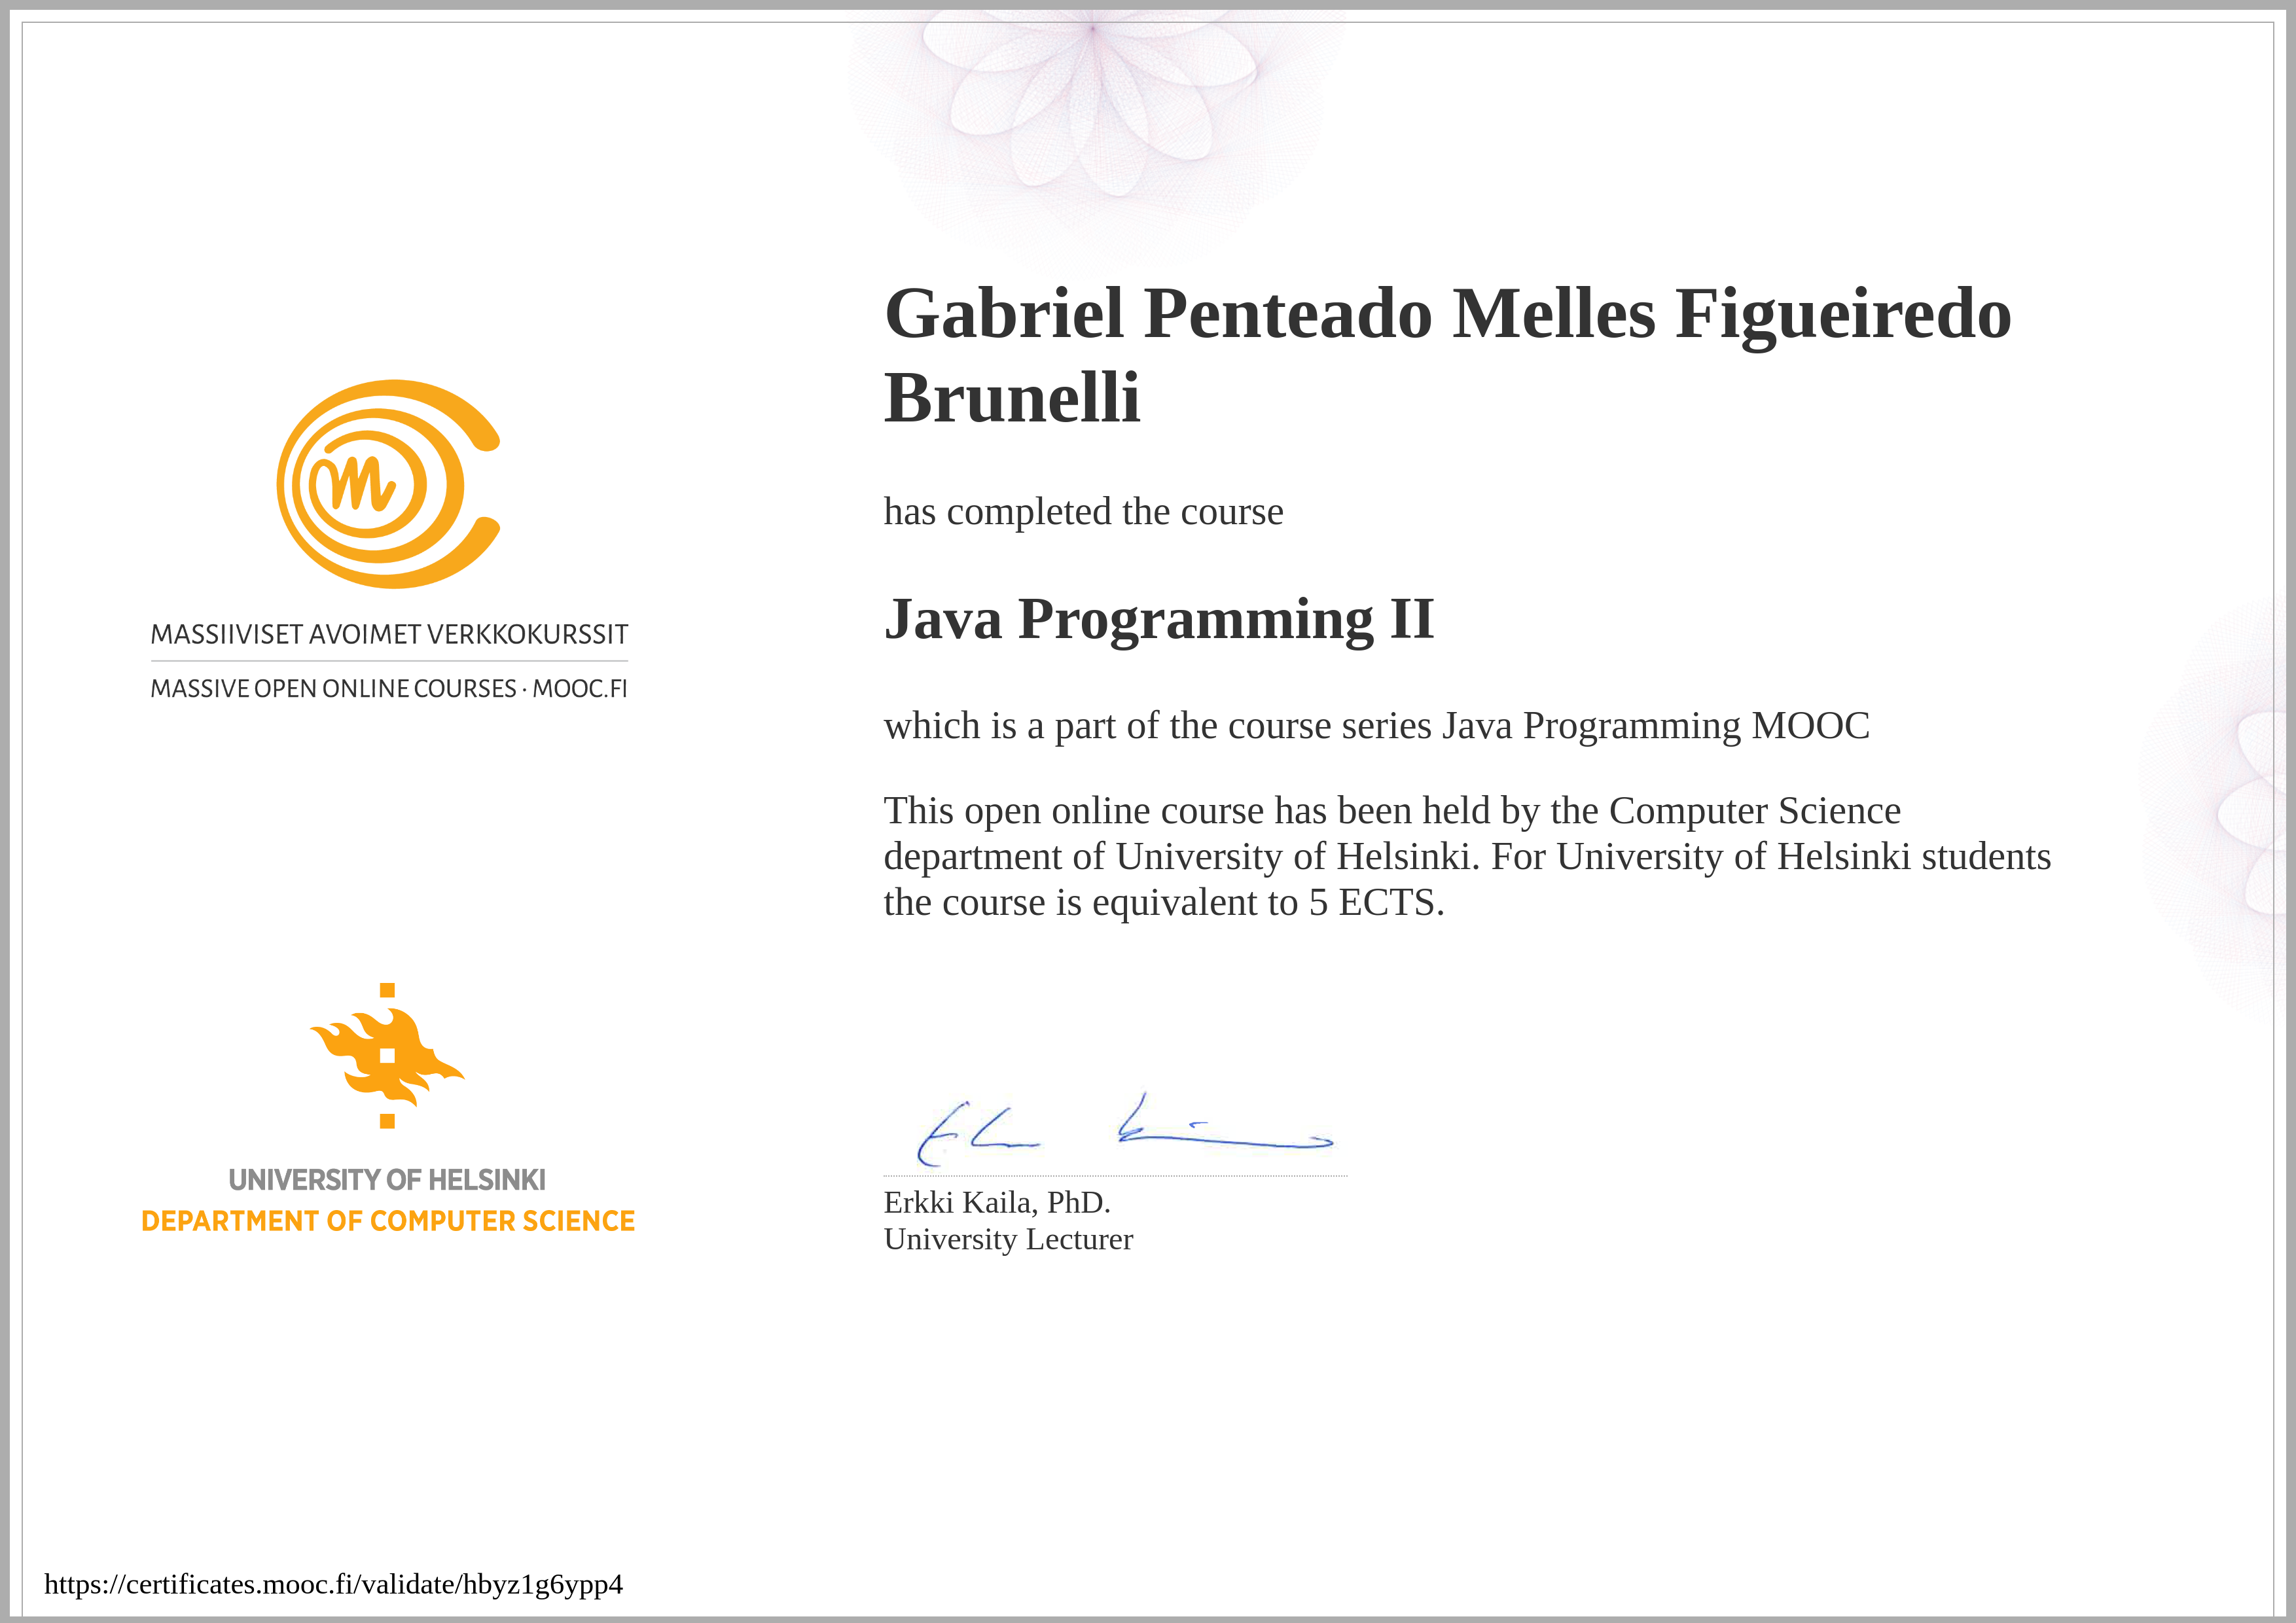 Gabriel Penteado Melles Figueiredo
Brunelli
has completed the course
Java Programming II
which is a part of the course series Java Programming MOOC
This open online course has been held by the Computer Science
department of University of Helsinki. For University of Helsinki students
the course is equivalent to 5 ECTS.
Erkki Kaila, PhD.
University Lecturer
m
MASSIIVISET AVOIMET VERKKOKURSSIT
MASSIVE OPEN ONLINE COURSES · MOOC.FI
UNIVERSITY OF HELSINKI
DEPARTMENT OF COMPUTER SCIENCE
https://certificates.mooc.fi/validate/hbyz1g6ypp4